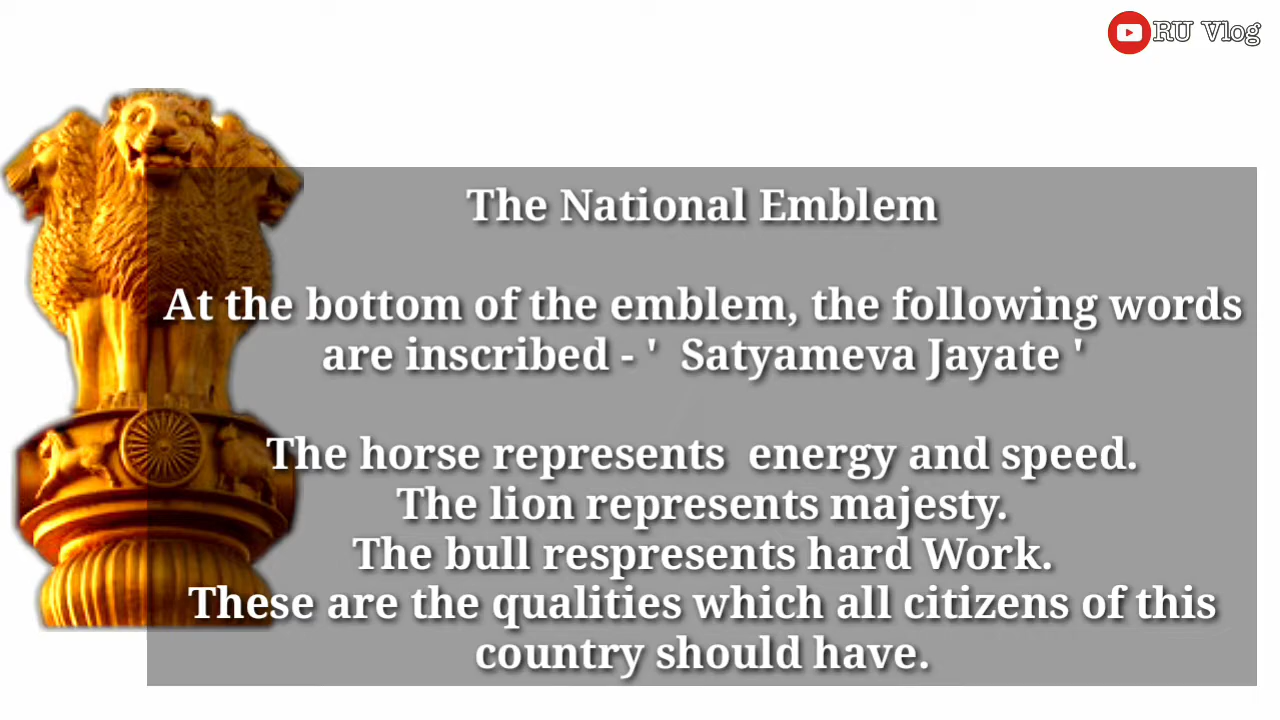 RU Vlog
The National Emblem
At the bottom of the emblem, the following words
are inscribed - ' Satyameva Jayate '
The horse represents energy and speed.
The lion represents majesty.
The bull respresents hard Work.
These are the qualities which all citizens of this
country should have.